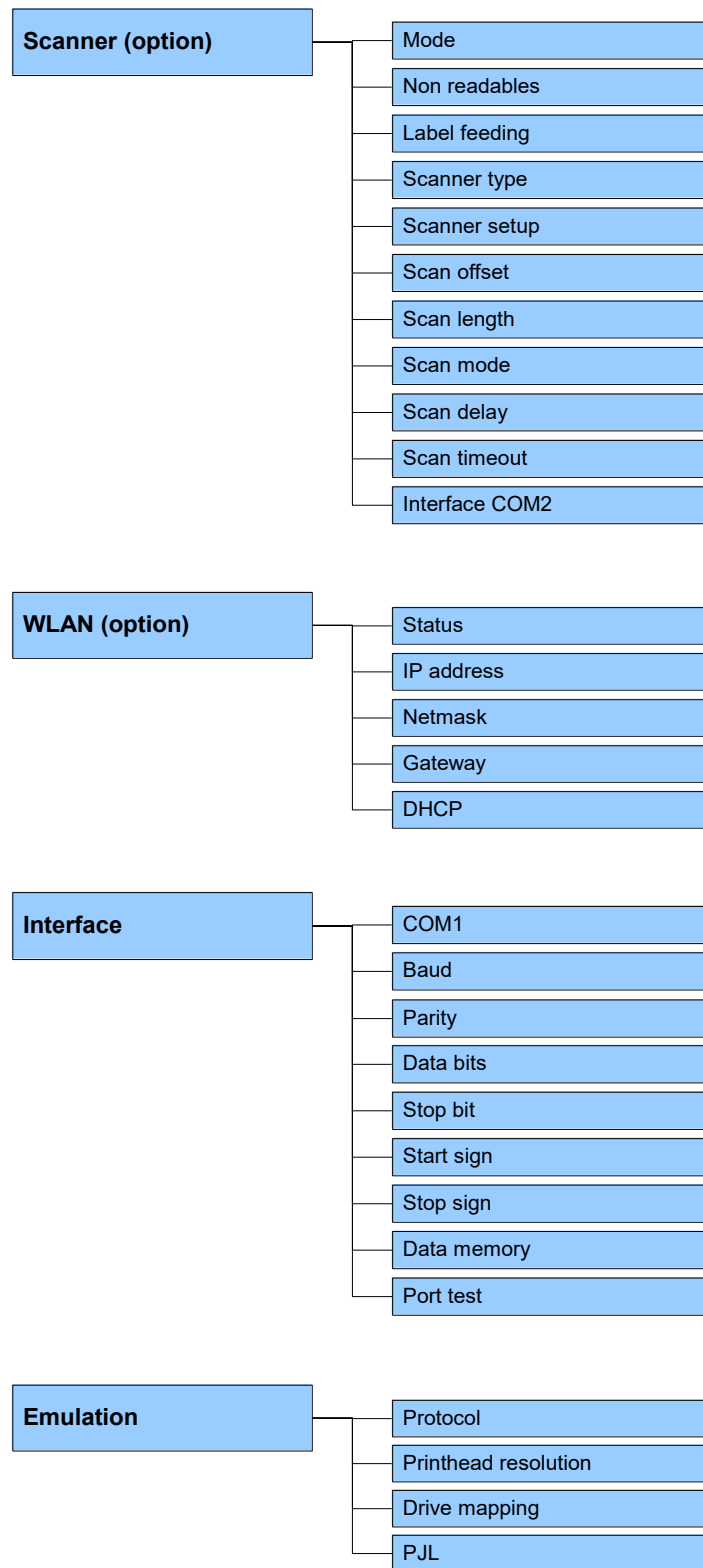 Scanner (option)
Mode
Non readables
Label feeding
Scanner type
Scanner setup
Scan offset
Scan length
Scan mode
Scan delay
Scan timeout
Interface COM2
WLAN (option)
Status
IP address
Netmask
Gateway
DHCP
Interface
COM1
Baud
Parity
Data bits
Stop bit
Start sign
Stop sign
Data memory
Port test
Emulation
Protocol
Printhead resolution
Drive mapping
PJL